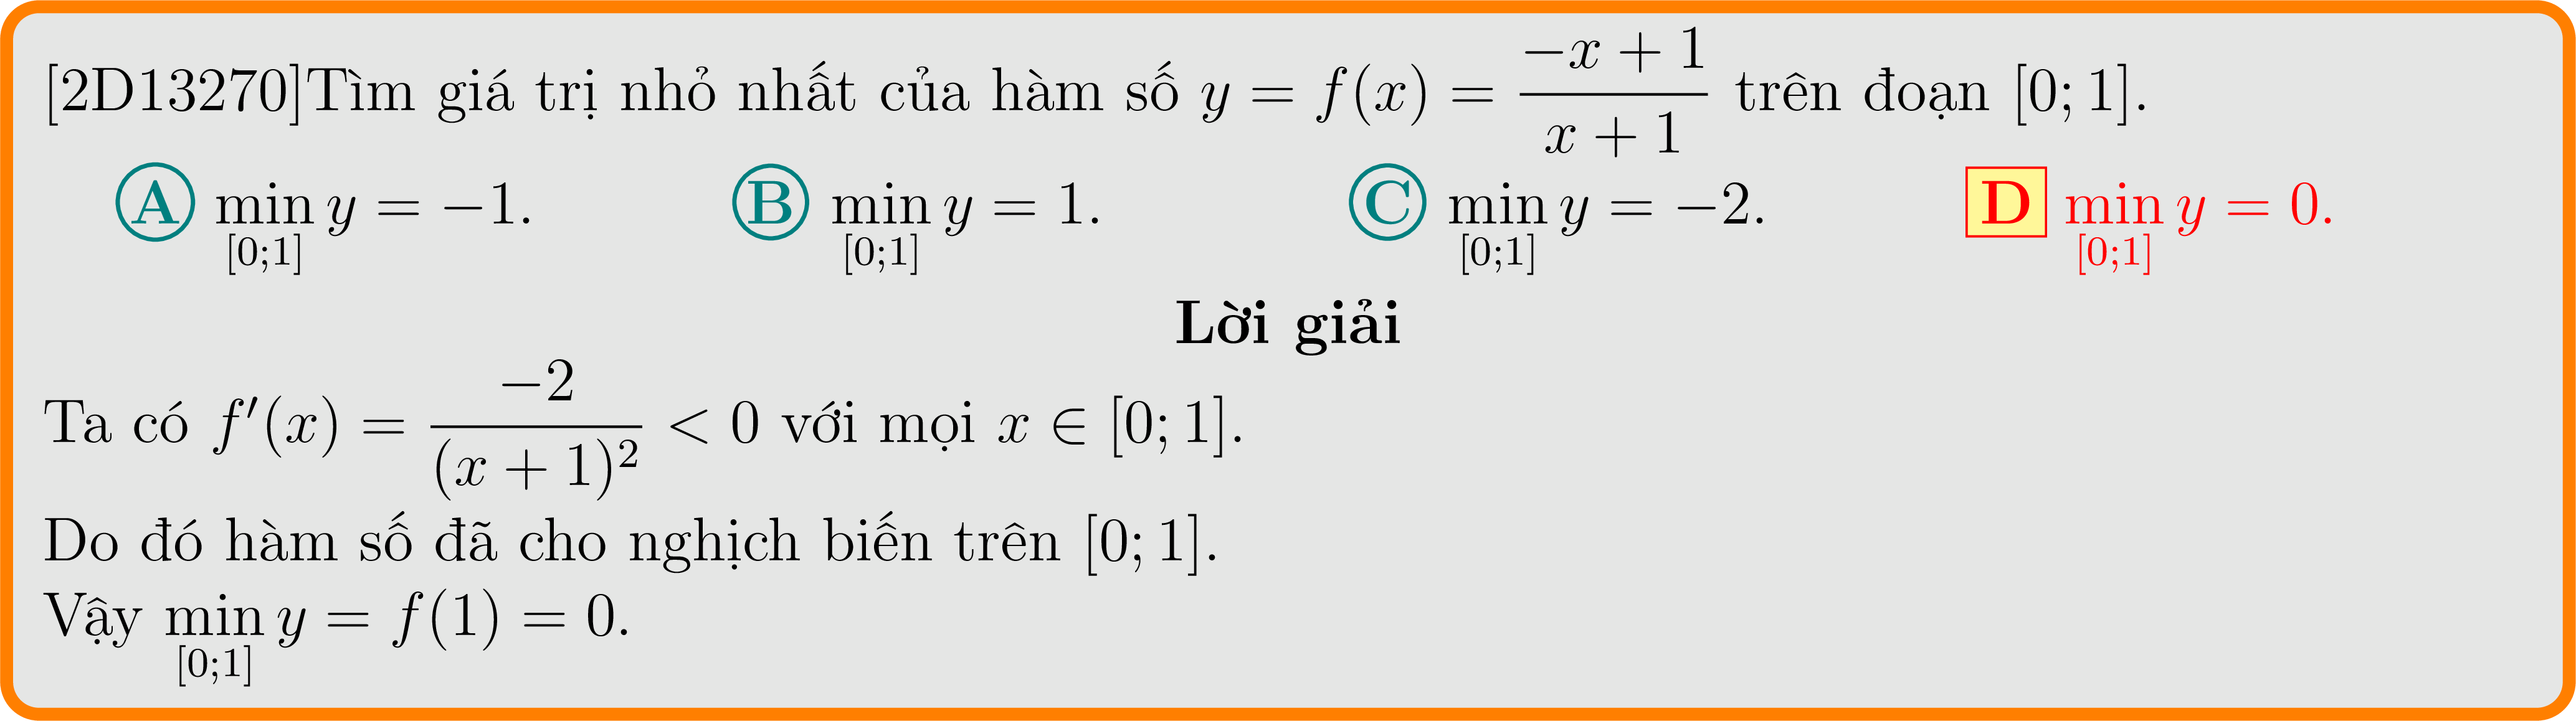 [2D13270]Tìm giá trị nhỏ nhất của hàm số $y = f(x) = \dfrac{-x+1}{x+1}$ trên đoạn $[0;1]$.
A $\min\limits_{[0;1]} y = -1$. B $\min\limits_{[0;1]} y = 1$. C $\min\limits_{[0;1]} y = -2$. D $\min\limits_{[0;1]} y = 0$.
Lời giải
Ta có $f'(x) = \dfrac{-2}{(x+1)^2} < 0$ với mọi $x \in [0;1]$.
Do đó hàm số đã cho nghịch biến trên $[0;1]$.
Vậy $\min\limits_{[0;1]} y = f(1) = 0$.